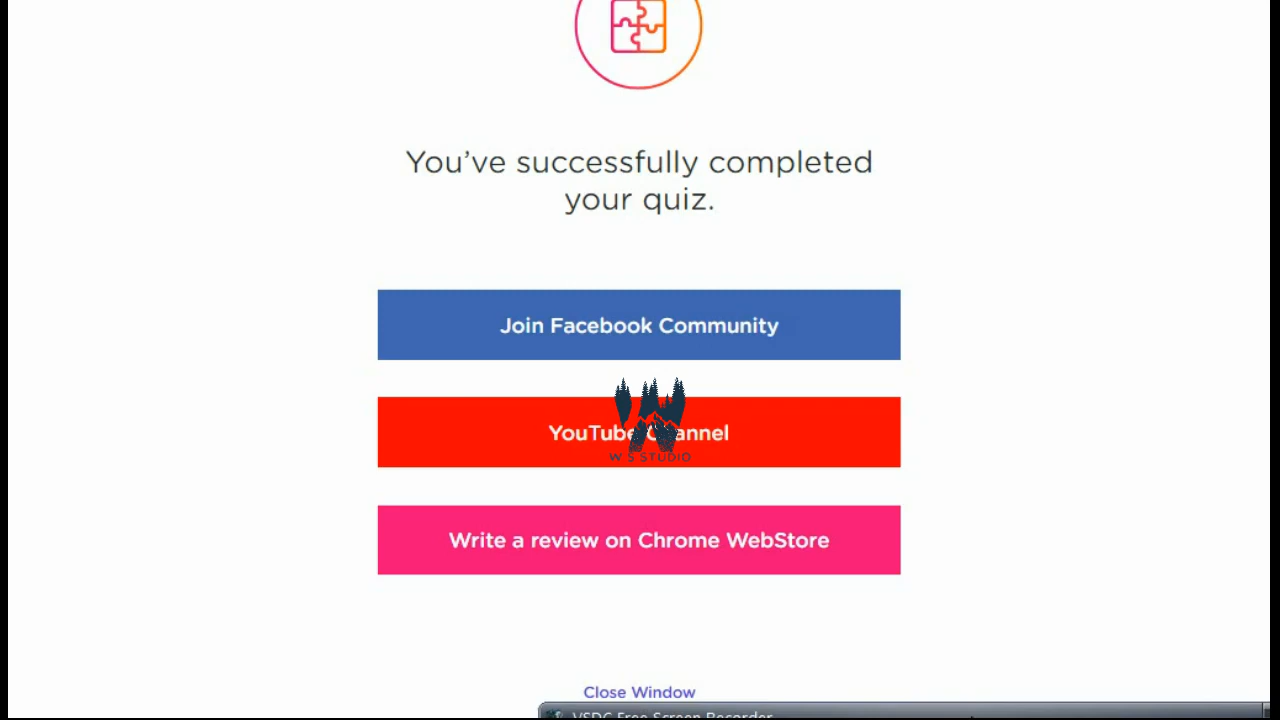 You’ve successfully completed
your quiz.
Join Facebook Community
YouTube Channel
W S STUDIO
Write a review on Chrome WebStore
Close Window
VSDC Free Screen Recorder